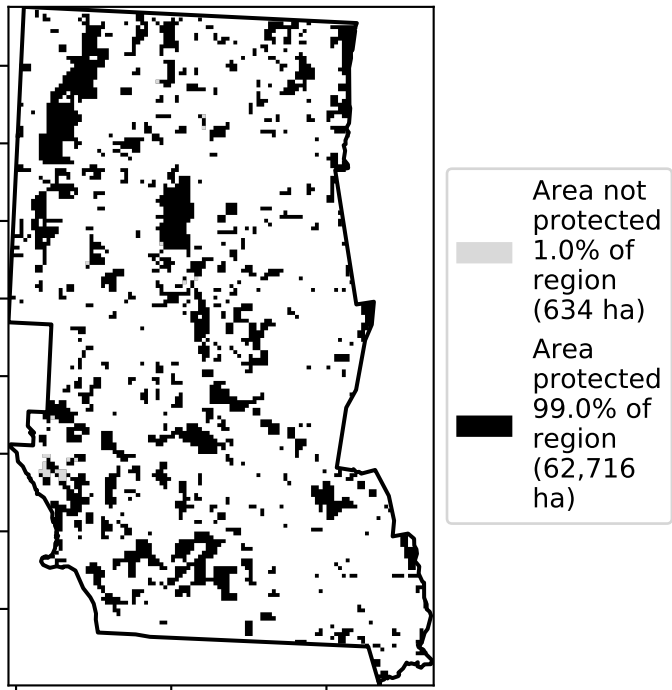 Area not
protected
1.0% of
region
(634 ha)
Area
protected
99.0% of
region
(62,716
ha)